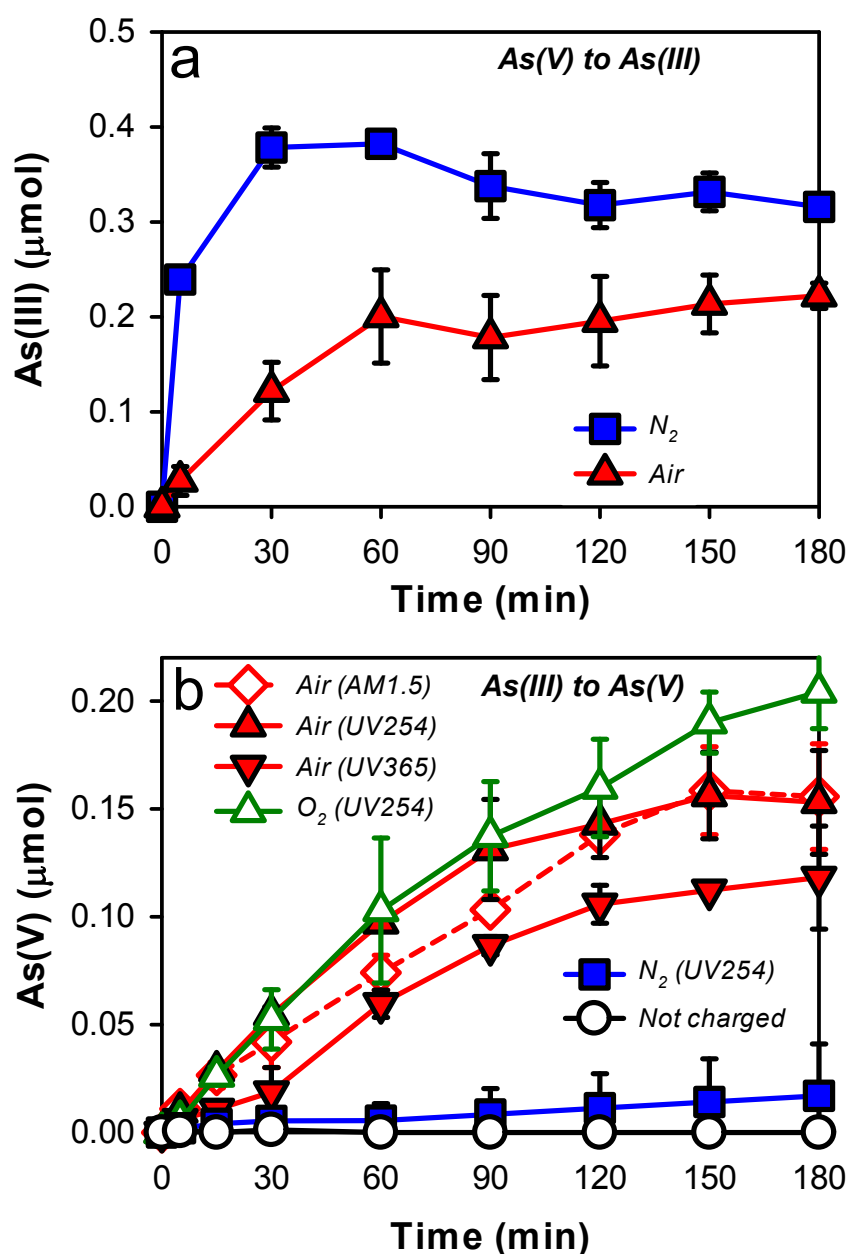 a
As(V) to As(III)
As(III) (μmol)
0.5
0.4
0.3
0.2
0.1
0.0
N2
Air
0 30 60 90 120 150 180
Time (min)
b
As(III) to As(V)
Air (AM1.5)
Air (UV254)
Air (UV365)
O2 (UV254)
As(V) (μmol)
0.20
0.15
0.10
0.05
0.00
N2 (UV254)
Not charged
0 30 60 90 120 150 180
Time (min)